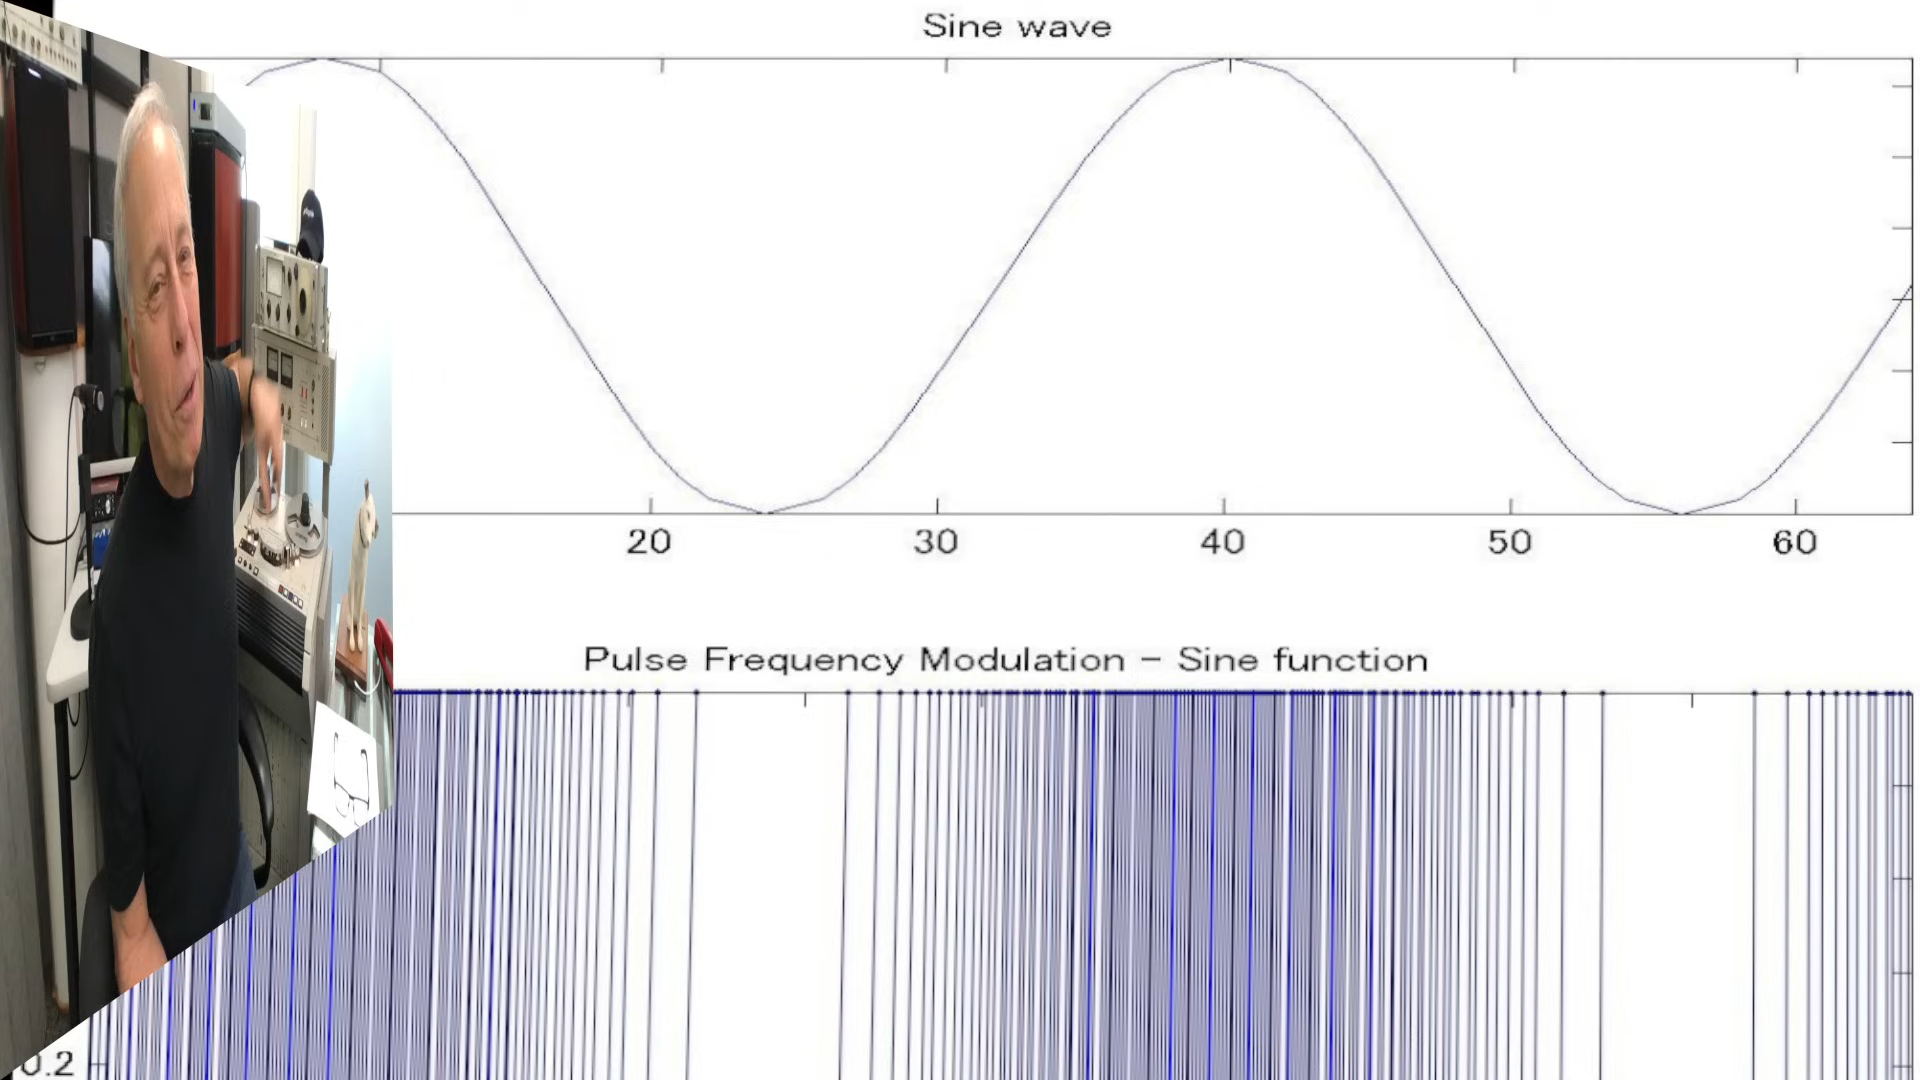 Sine wave
20 30 40 50 60
Pulse Frequency Modulation - Sine function
0.2